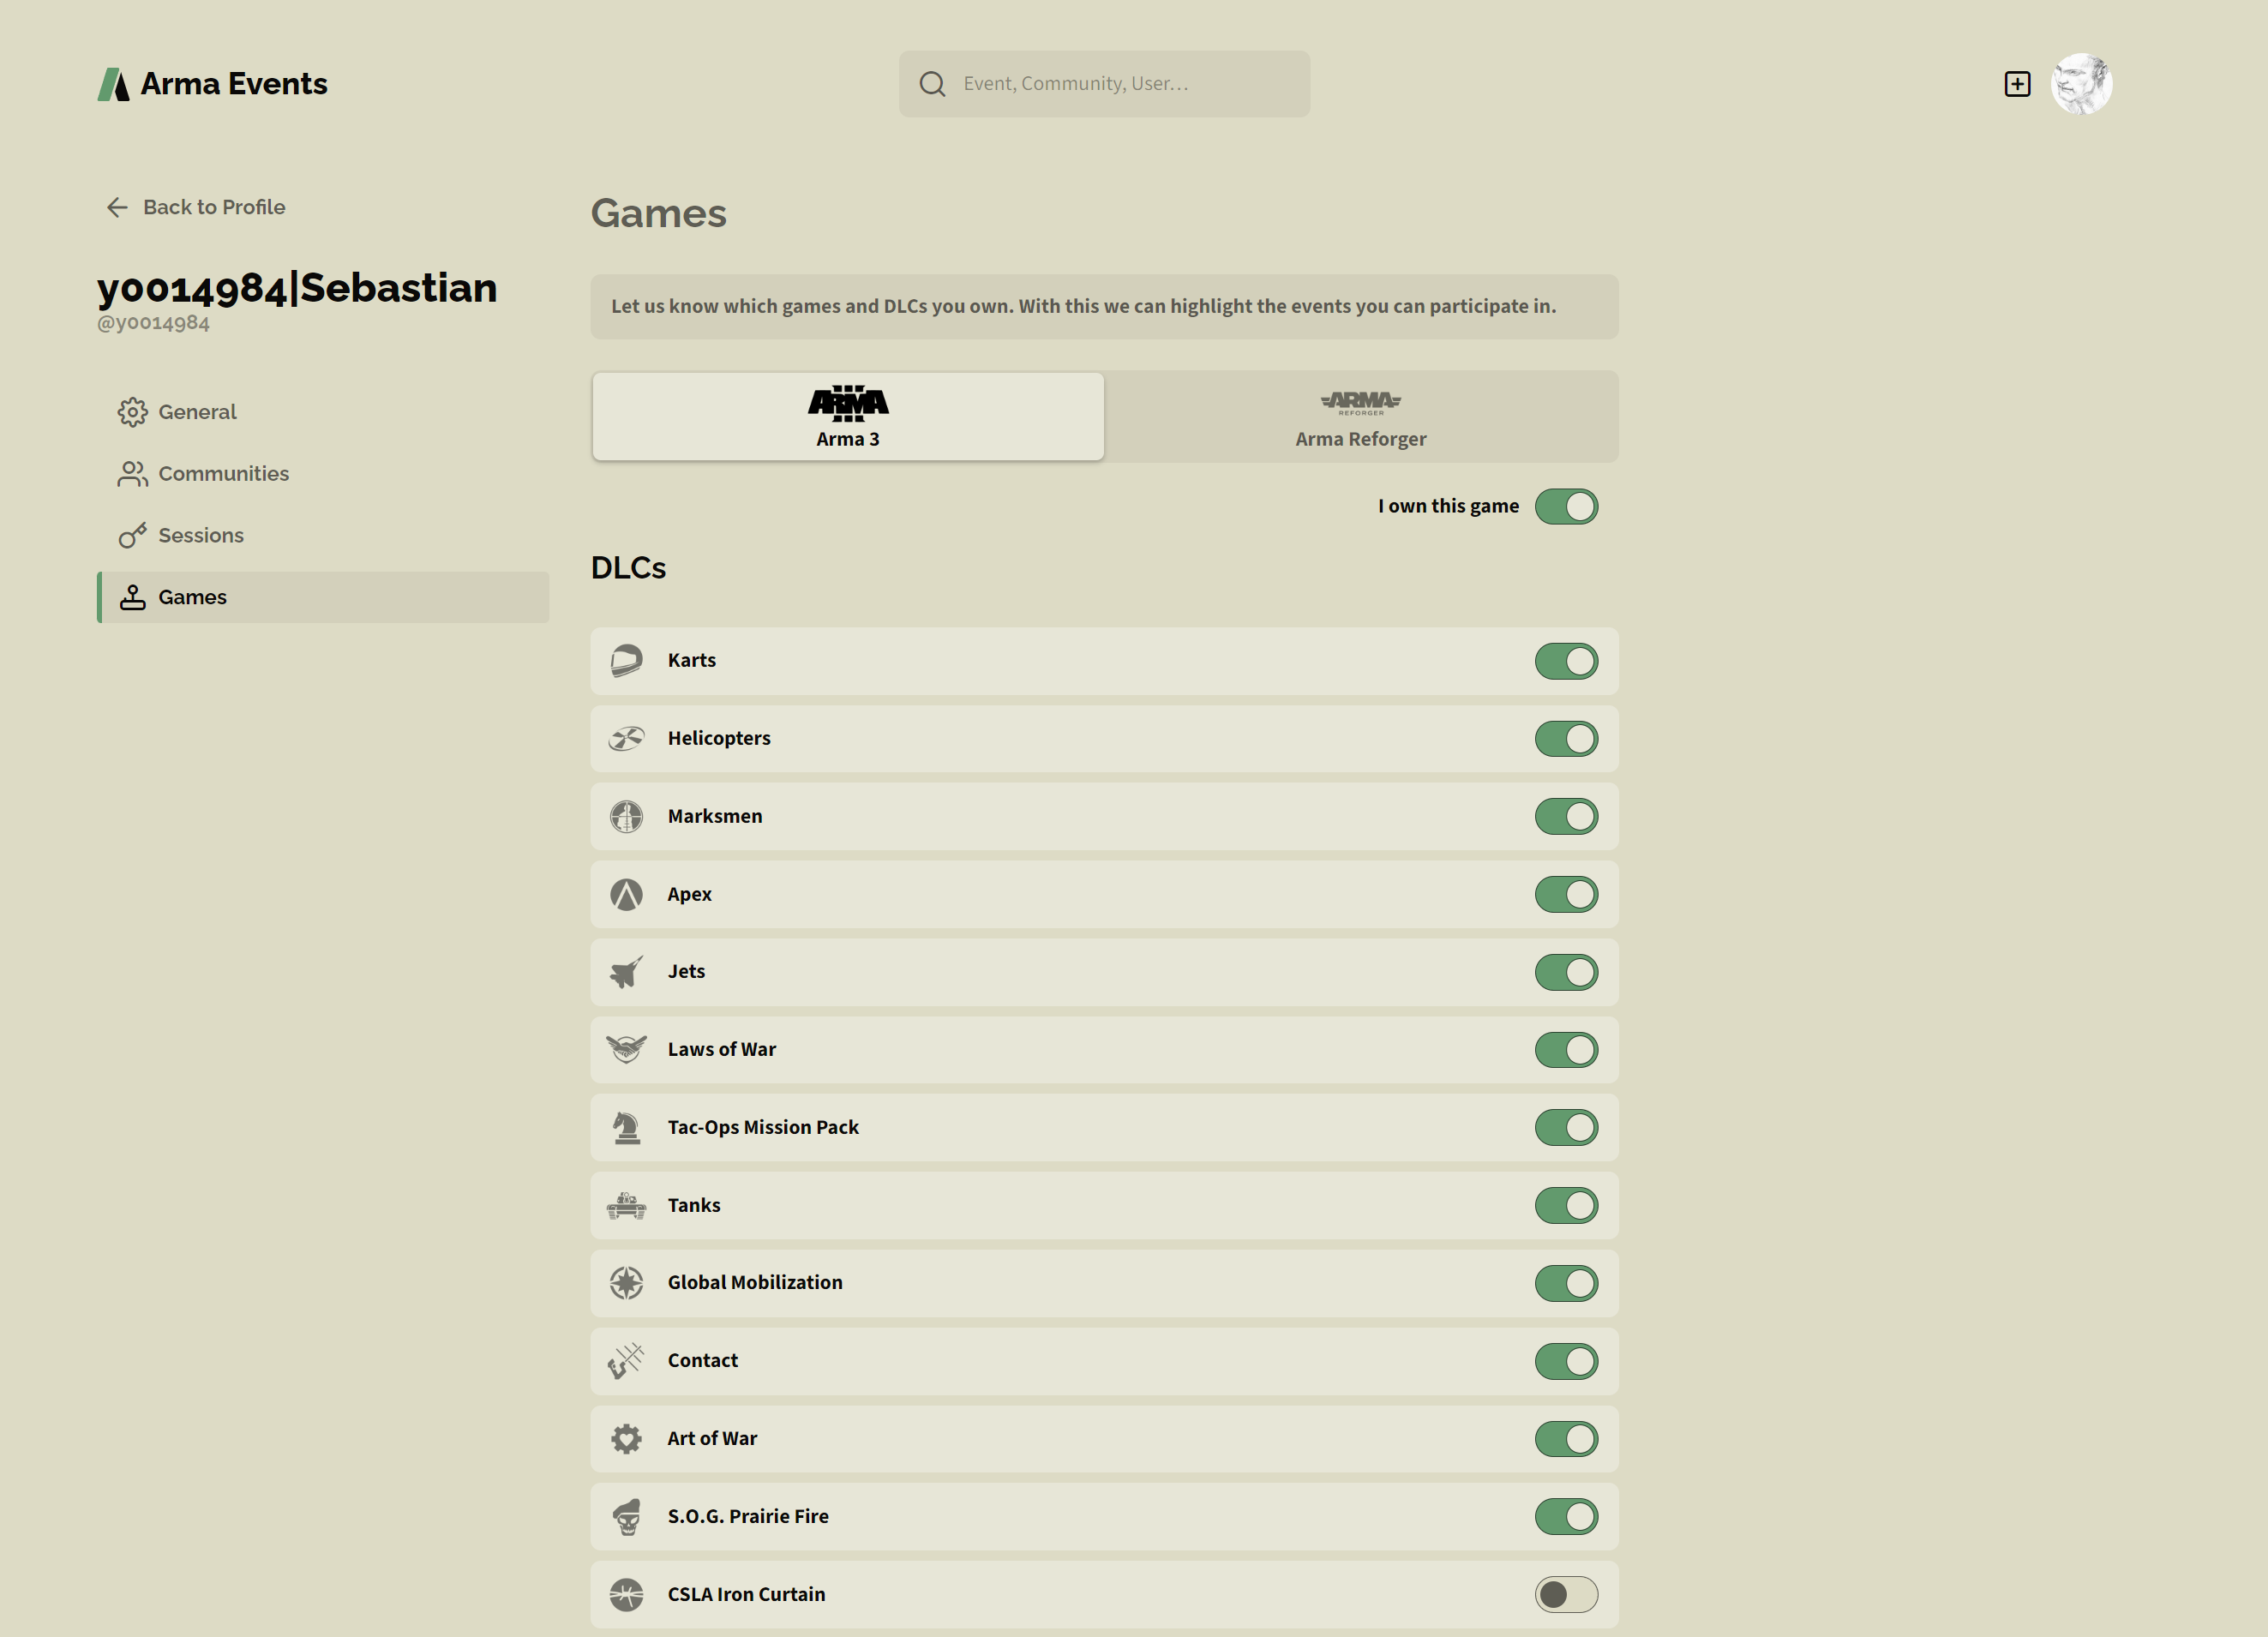 Arma Events
Event, Community, User...
Back to Profile
y0014984|Sebastian
@y0014984
General
Communities
Sessions
Games
Games
Let us know which games and DLCs you own. With this we can highlight the events you can participate in.
ARMA III
Arma 3
ARMA
REFORGER
Arma Reforger
I own this game
DLCs
Karts
Helicopters
Marksmen
Apex
Jets
Laws of War
Tac-Ops Mission Pack
Tanks
Global Mobilization
Contact
Art of War
S.O.G. Prairie Fire
CSLA Iron Curtain